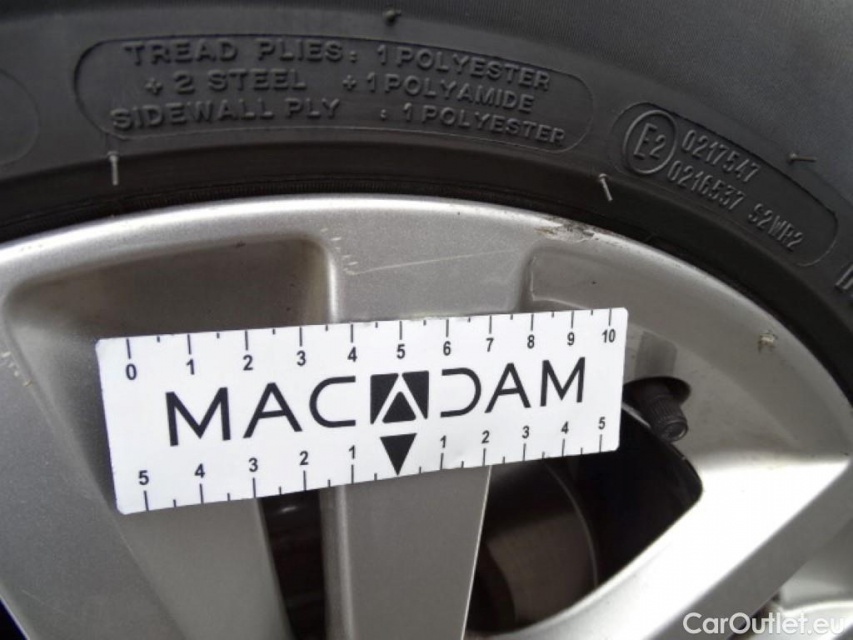 TREAD PLIES: 1 POLYESTER
+ 2 STEEL + 1 POLYAMIDE
SIDEWALL PLY : 1 POLYESTER
E2
0217547
0216537 S2WR2
0 1 2 3 4 5 6 7 8 9 10
MACADAM
5 4 3 2 1 1 2 3 4 5
CarOutlet.eu